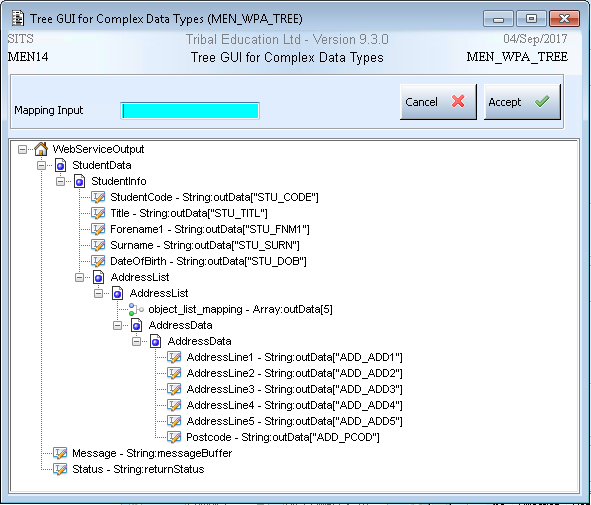 Tree GUI for Complex Data Types (MEN_WPA_TREE)
SITS Tribal Education Ltd - Version 9.3.0 04/Sep/2017
MEN14 Tree GUI for Complex Data Types MEN_WPA_TREE
Mapping Input Cancel Accept
WebServiceOutput
StudentData
StudentInfo
StudentCode - String:outData["STU_CODE"]
Title - String:outData["STU_TITL"]
Forename1 - String:outData["STU_FNM1"]
Surname - String:outData["STU_SURN"]
DateOfBirth - String:outData["STU_DOB"]
AddressList
AddressList
object_list_mapping - Array:outData[5]
AddressData
AddressData
AddressLine1 - String:outData["ADD_ADD1"]
AddressLine2 - String:outData["ADD_ADD2"]
AddressLine3 - String:outData["ADD_ADD3"]
AddressLine4 - String:outData["ADD_ADD4"]
AddressLine5 - String:outData["ADD_ADD5"]
Postcode - String:outData["ADD_PCOD"]
Message - String:messageBuffer
Status - String:returnStatus